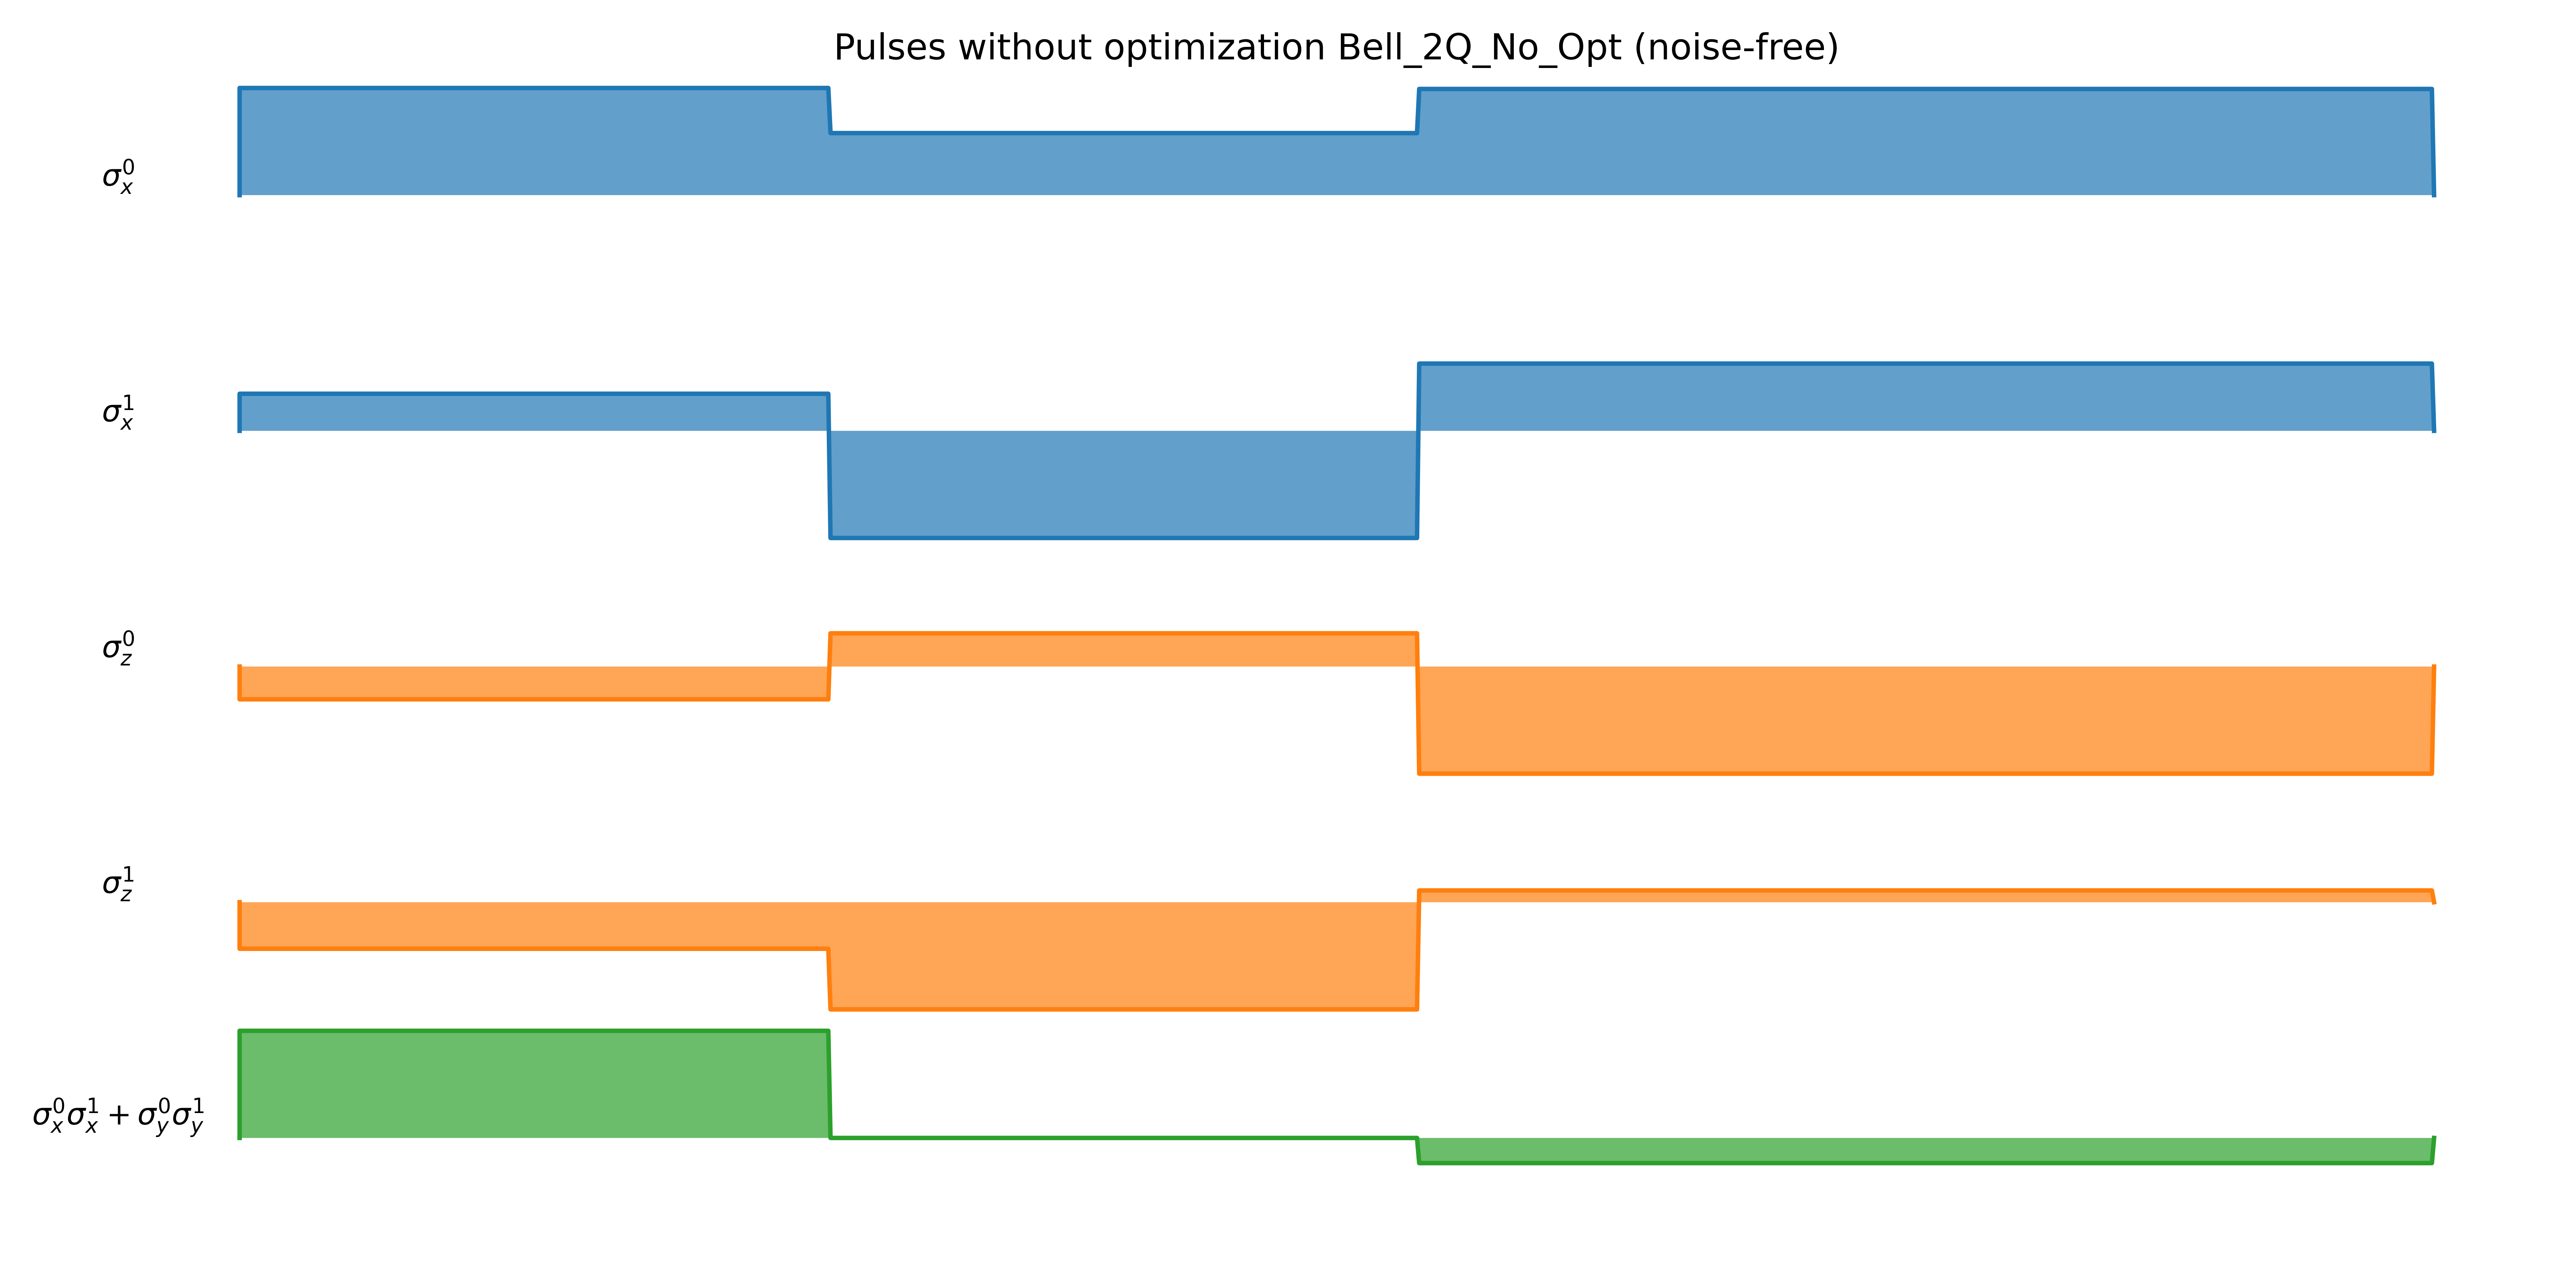 Pulses without optimization Bell_2Q_No_Opt (noise-free)
σ_x^0
σ_x^1
σ_z^0
σ_z^1
σ_x^0σ_x^1 + σ_y^0σ_y^1